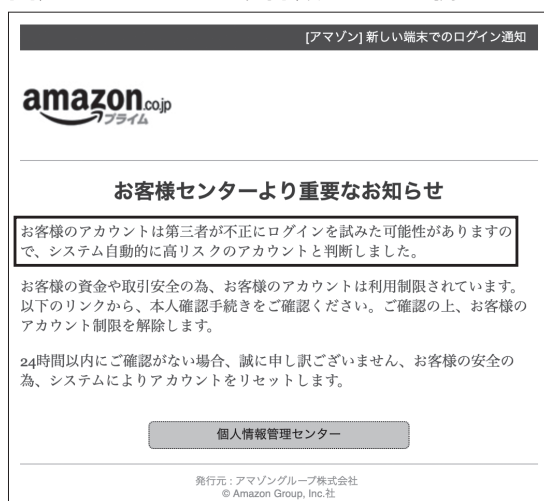 [アマゾン] 新しい端末でのログイン通知
amazon.co.jp
プライム
お客様センターより重要なお知らせ
お客様のアカウントは第三者が不正にログインを試みた可能性がありますの
で、システム自動的に高リスクのアカウントと判断しました。
お客様の資金や取引安全の為、お客様のアカウントは利用制限されています。
以下のリンクから、本人確認手続きをご確認ください。ご確認の上、お客様の
アカウント制限を解除します。
24時間以内にご確認がない場合、誠に申し訳ございません、お客様の安全の
為、システムによりアカウントをリセットします。
個人情報管理センター
発行元 : アマゾングループ株式会社
© Amazon Group, Inc.社